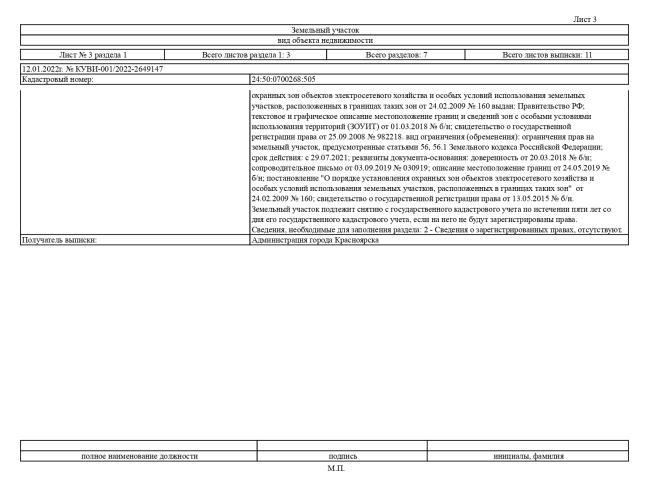 Лист 3
Земельный участок
вид объекта недвижимости
Лист № 3 раздела 1 Всего листов раздела 1: 3 Всего разделов: 7 Всего листов выписки: 11
12.01.2022г. № КУВИ-001/2022-2649147
Кадастровый номер: 24:50:0700268:505
охранных зон объектов электросетевого хозяйства и особых условий использования земельных
участков, расположенных в границах таких зон от 24.02.2009 № 160 выдан: Правительство РФ;
текстовое и графическое описание местоположение границ и сведений зон с особыми условиями
использования территорий (ЗОУИТ) от 01.03.2018 № б/н; свидетельство о государственной
регистрации права от 25.09.2008 № 982218. вид ограничения (обременения): ограничения прав на
земельный участок, предусмотренные статьями 56, 56.1 Земельного кодекса Российской Федерации;
срок действия: с 29.07.2021; реквизиты документа-основания: доверенность от 20.03.2018 № б/н;
сопроводительное письмо от 03.09.2019 № 030919; описание местоположение границ от 24.05.2019 №
б/н; постановление "О порядке установления охранных зон объектов электросетевого хозяйства и
особых условий использования земельных участков, расположенных в границах таких зон" от
24.02.2009 № 160; свидетельство о государственной регистрации права от 13.05.2015 № б/н.
Земельный участок подлежит снятию с государственного кадастрового учета по истечении пяти лет со
дня его государственного кадастрового учета, если на него не будут зарегистрированы права.
Сведения, необходимые для заполнения раздела: 2 - Сведения о зарегистрированных правах, отсутствуют.
Получатель выписки: Администрация города Красноярска
полное наименование должности подпись инициалы, фамилия
М.П.